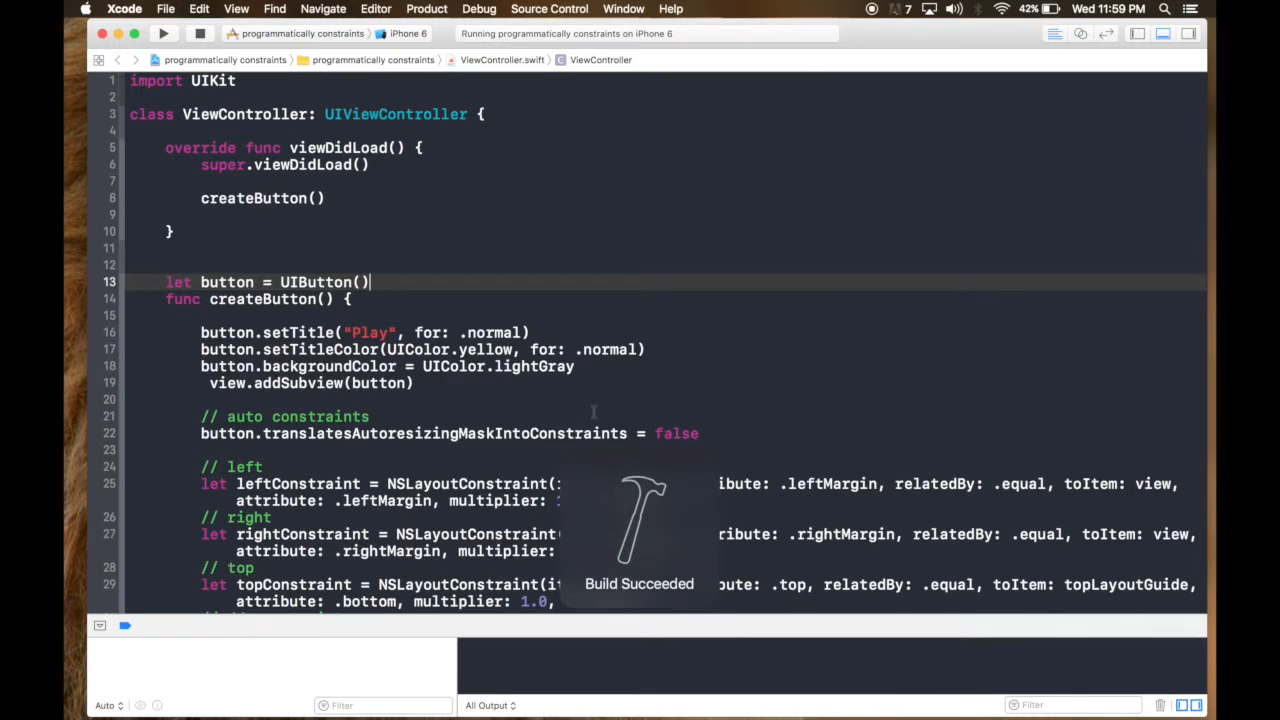 Xcode File Edit View Find Navigate Editor Product Debug Source Control Window Help 7 42% Wed 11:59 PM
programmatically constraints iPhone 6 Running programmatically constraints on iPhone 6
programmatically constraints programmatically constraints ViewController.swift ViewController
1 import UIKit
2
3 class ViewController: UIViewController {
4
5 override func viewDidLoad() {
6 super.viewDidLoad()
7
8 createButton()
9
10 }
11
12
13 let button = UIButton()
14 func createButton() {
15
16 button.setTitle("Play", for: .normal)
17 button.setTitleColor(UIColor.yellow, for: .normal)
18 button.backgroundColor = UIColor.lightGray
19 view.addSubview(button)
20
21 // auto constraints
22 button.translatesAutoresizingMaskIntoConstraints = false
23
24 // left
25 let leftConstraint = NSLayoutConstraint( ibute: .leftMargin, relatedBy: .equal, toItem: view,
attribute: .leftMargin, multiplier:
26 // right
27 let rightConstraint = NSLayoutConstraint ribute: .rightMargin, relatedBy: .equal, toItem: view,
attribute: .rightMargin, multiplier:
28 // top
29 let topConstraint = NSLayoutConstraint(it ibute: .top, relatedBy: .equal, toItem: topLayoutGuide,
attribute: .bottom, multiplier: 1.0,
Build Succeeded
Auto Filter All Output Filter